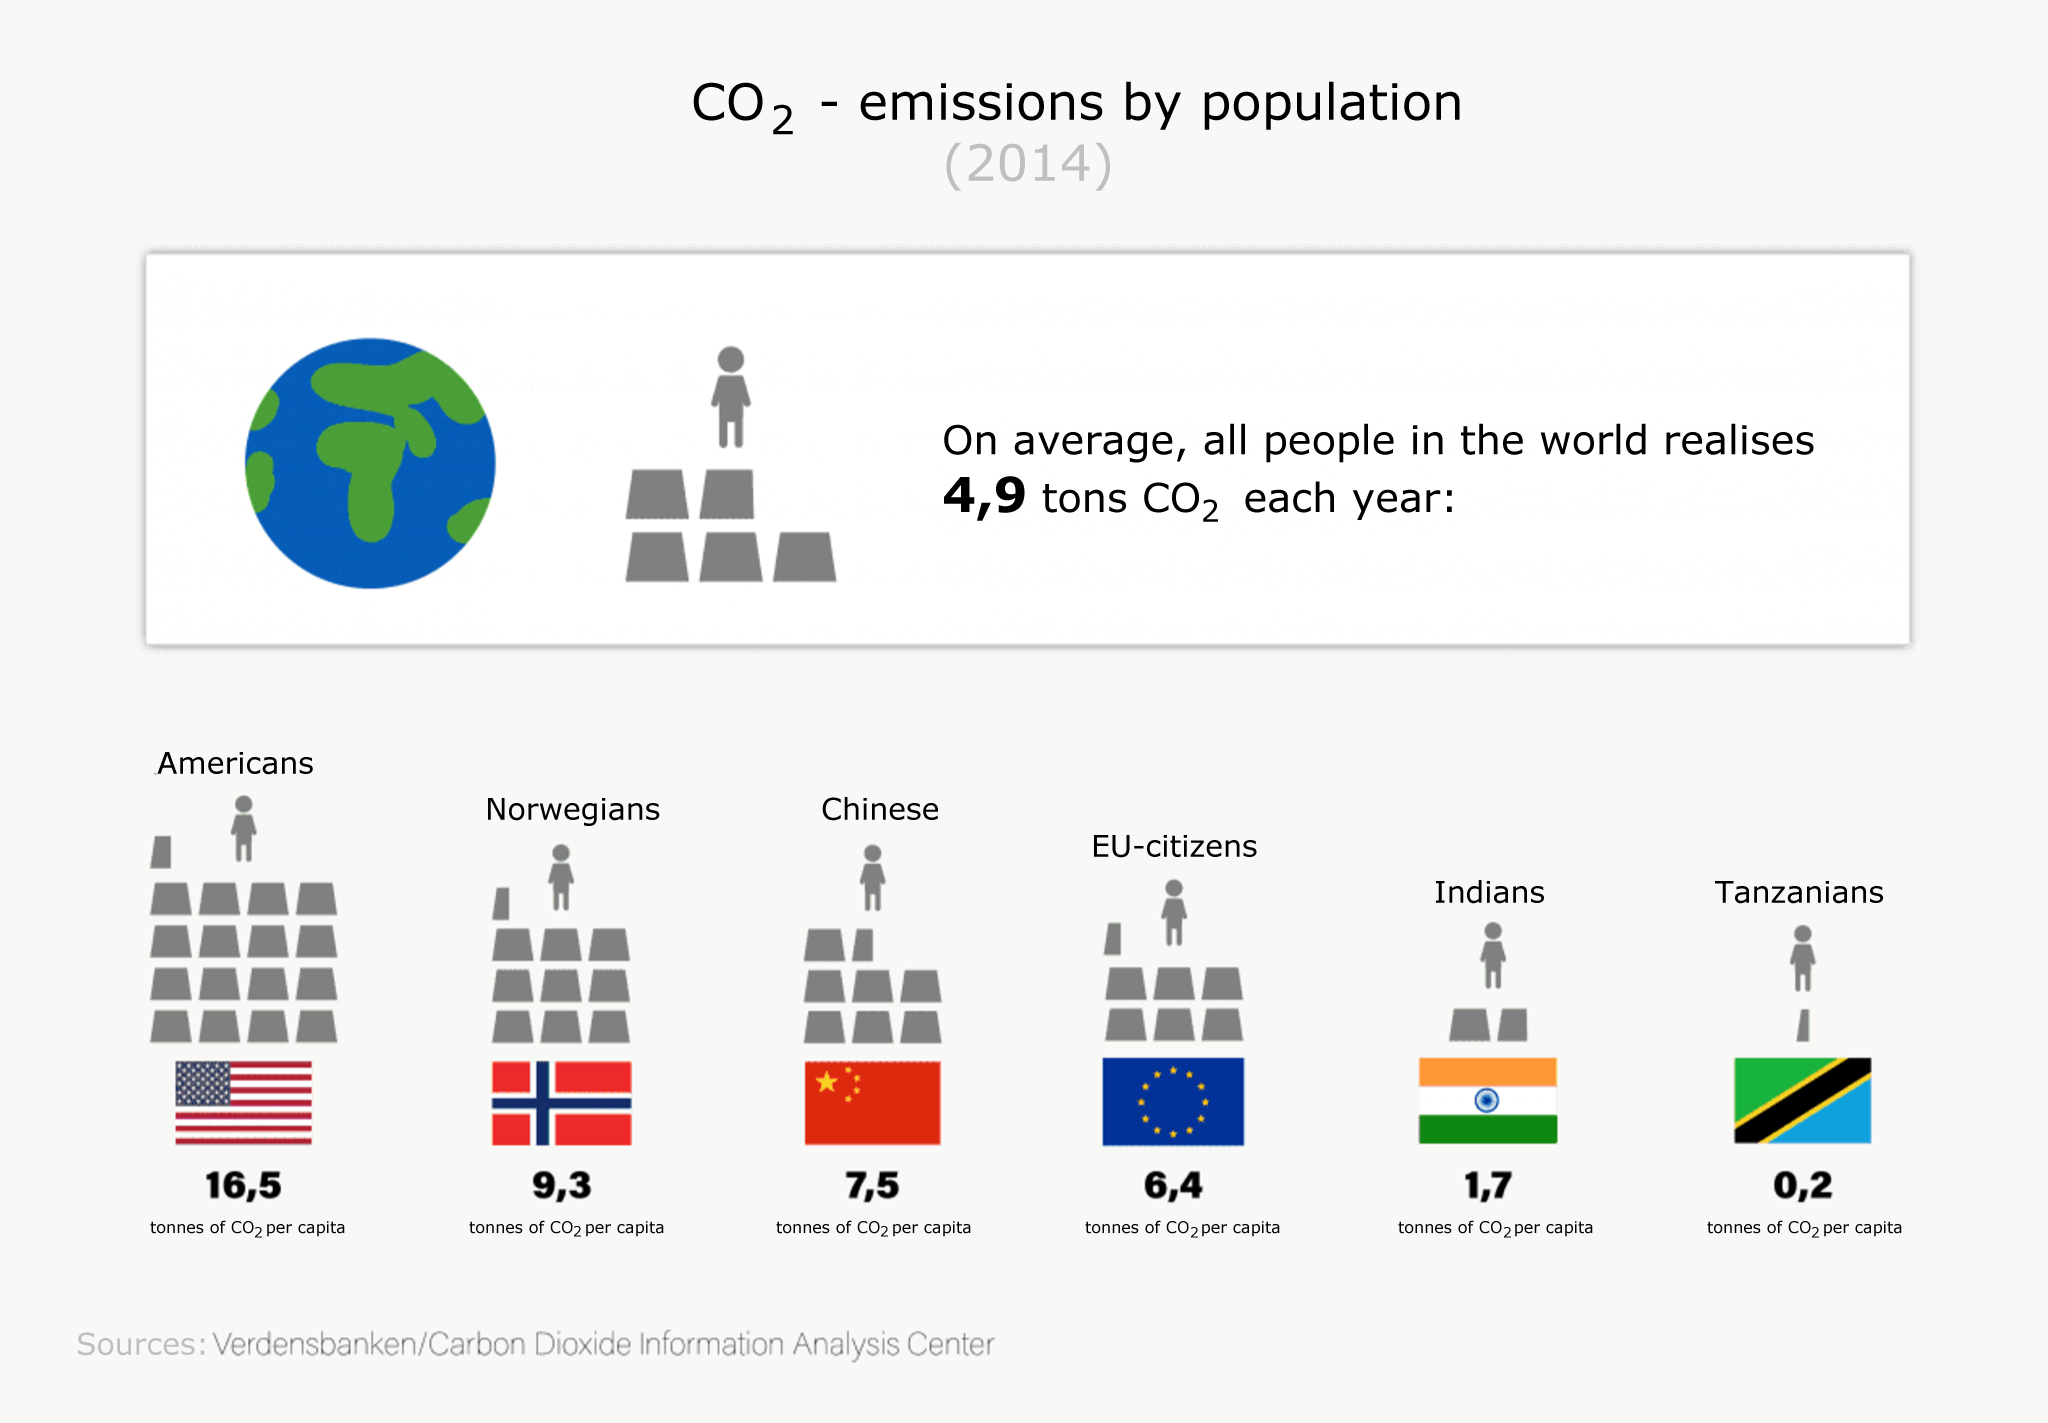 CO₂ - emissions by population
(2014)
On average, all people in the world realises
4,9 tons CO₂ each year:
Americans
Norwegians
Chinese
EU-citizens
Indians
Tanzanians
16,5
9,3
7,5
6,4
1,7
0,2
tonnes of CO₂ per capita
tonnes of CO₂ per capita
tonnes of CO₂ per capita
tonnes of CO₂ per capita
tonnes of CO₂ per capita
tonnes of CO₂ per capita
Sources: Verdensbanken/Carbon Dioxide Information Analysis Center